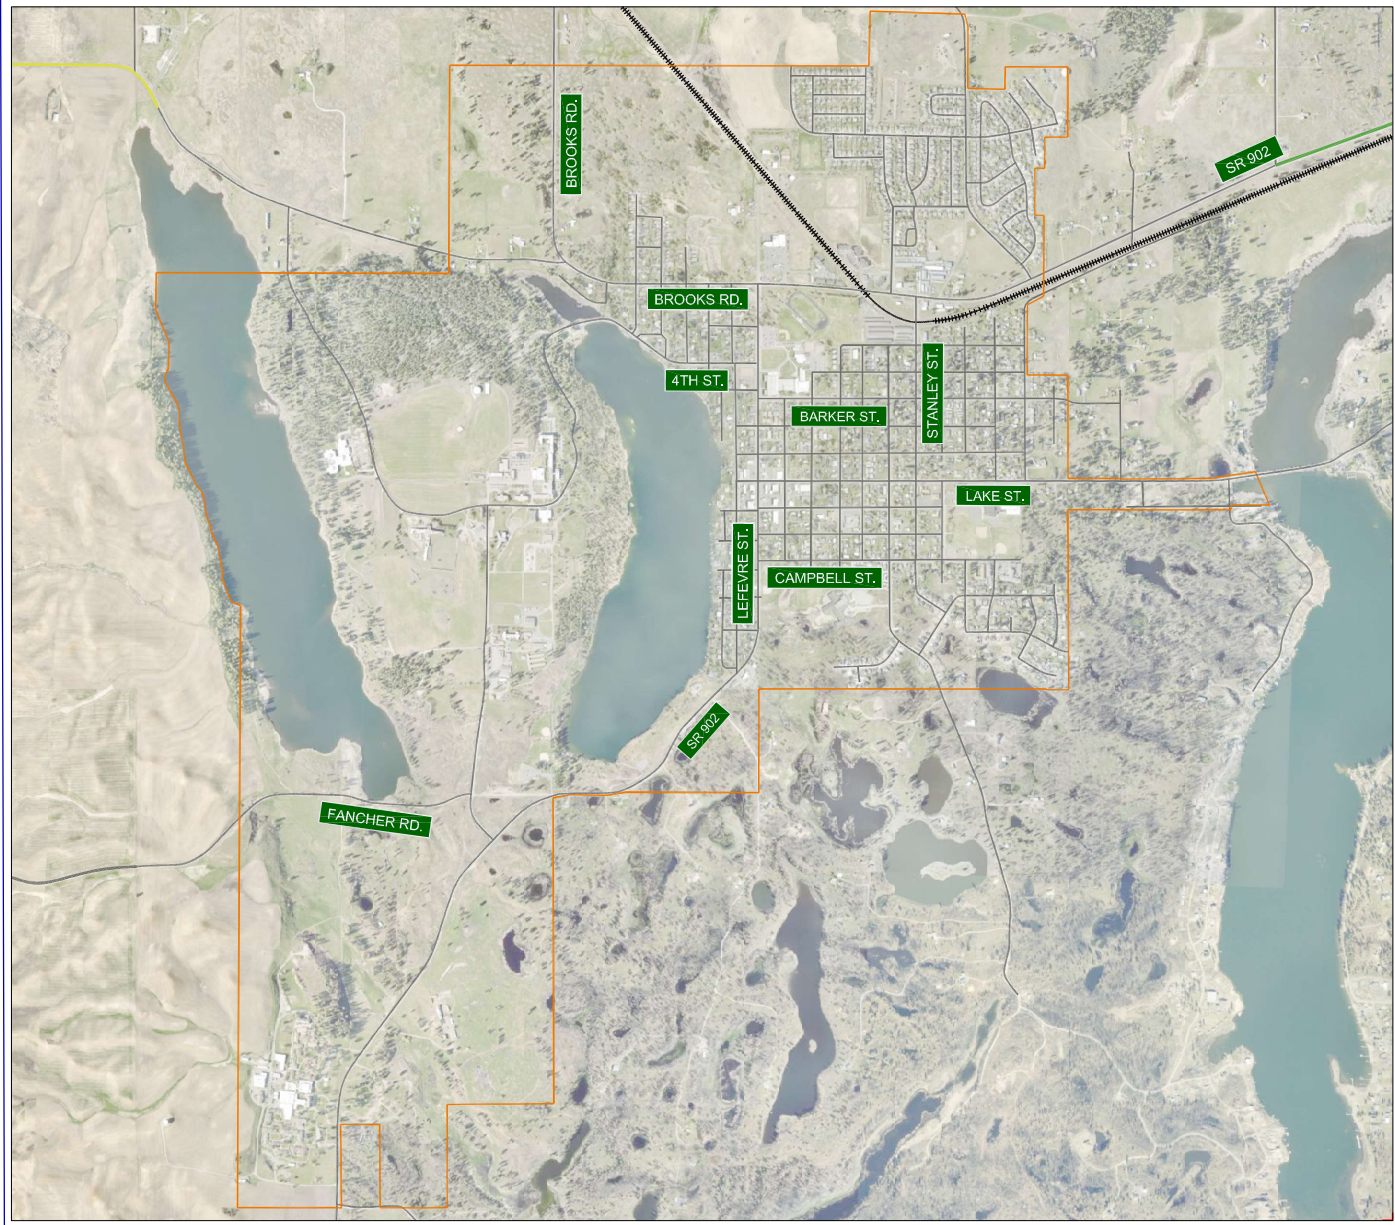 BROOKS RD.
SR 902
BROOKS RD.
4TH ST.
STANLEY ST.
BARKER ST.
LAKE ST.
LEFEVRE ST.
CAMPBELL ST.
SR 902
FANCHER RD.